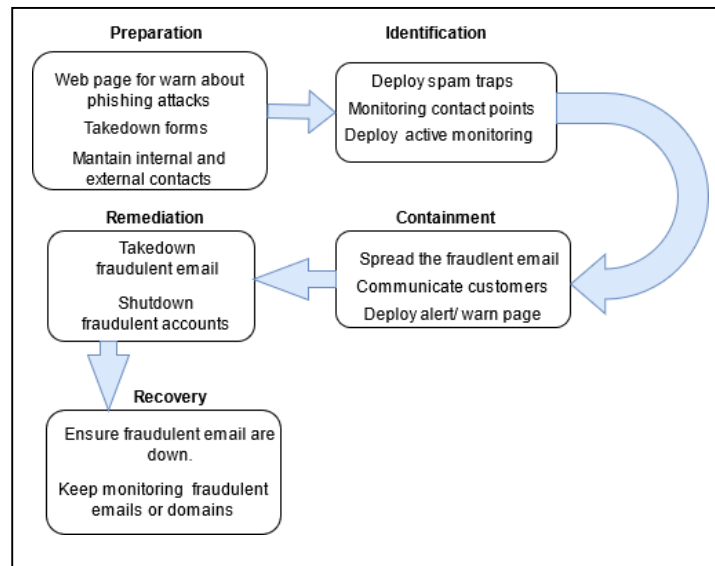 Preparation
Web page for warn about
phishing attacks
Takedown forms
Mantain internal and
external contacts
Identification
Deploy spam traps
Monitoring contact points
Deploy active monitoring
Containment
Spread the fraudlent email
Communicate customers
Deploy alert/ warn page
Remediation
Takedown
fraudulent email
Shutdown
fraudulent accounts
Recovery
Ensure fraudulent email are
down.
Keep monitoring fraudulent
emails or domains